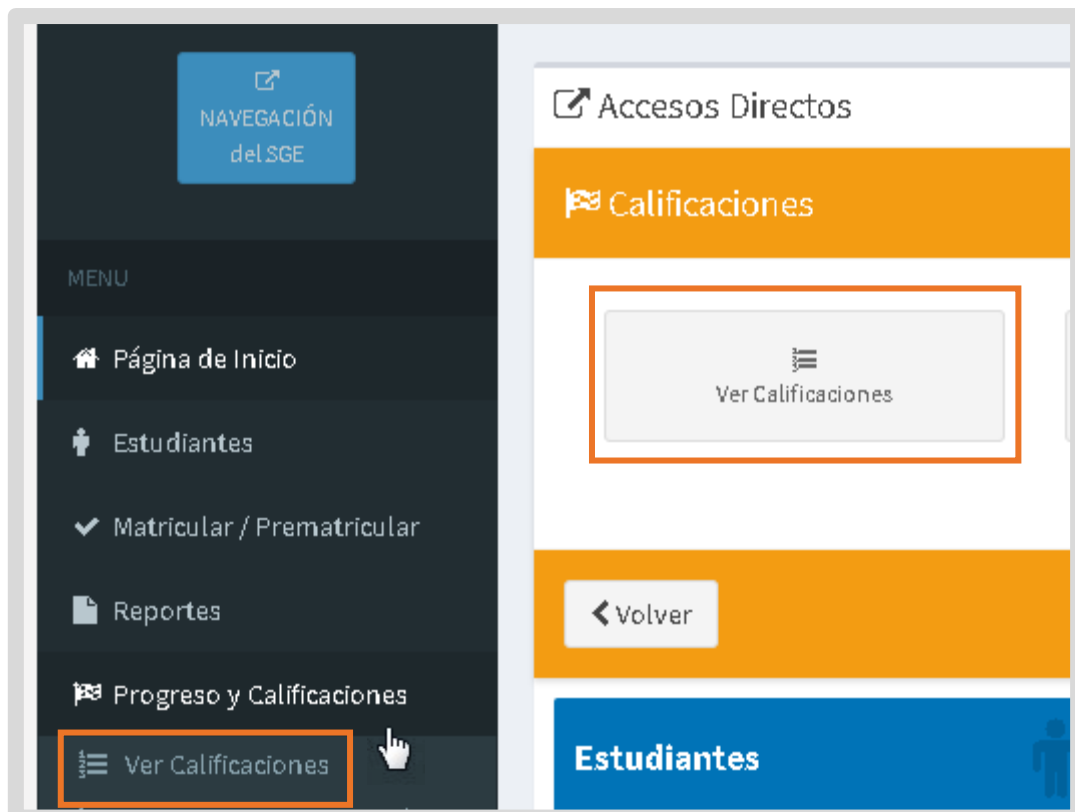 NAVEGACIÓN
del SGE
MENU
Página de Inicio
Estudiantes
Matricular / Prematricular
Reportes
Progreso y Calificaciones
Ver Calificaciones
Accesos Directos
Calificaciones
Ver Calificaciones
Volver
Estudiantes